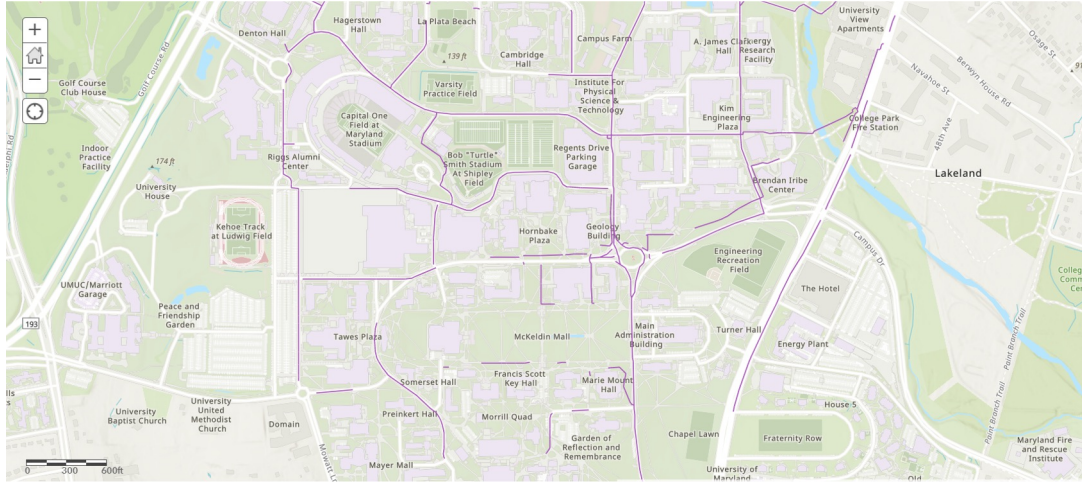 Denton Hall
Hagerstown
Hall
La Plata Beach
139 ft
Cambridge
Hall
Campus Farm
A. James Clark
Hall
Energy
Research
Facility
University
View
Apartments
Osage St
Berwyn House Rd
Navahoe St
48th Ave
Golf Course
Club House
Golf Course Rd
Varsity
Practice Field
Institute For
Physical
Science &
Technology
Kim
Engineering
Plaza
College Park
Fire Station
Capital One
Field at
Maryland
Stadium
Indoor
Practice
Facility
174 ft
Riggs Alumni
Center
Bob "Turtle"
Smith Stadium
At Shipley
Field
Regents Drive
Parking
Garage
Lakeland
University
House
Brendan Iribe
Center
Kehoe Track
at Ludwig Field
Hornbake
Plaza
Geology
Building
Engineering
Recreation
Field
Campus Dr
UMUC/Marriott
Garage
The Hotel
Peace and
Friendship
Garden
193
Tawes Plaza
McKeldin Mall
Main
Administration
Building
Turner Hall
Energy Plant
Paint Branch Trail
Paint Branch Trail
Somerset Hall
Francis Scott
Key Hall
Marie Mount
Hall
University
Baptist Church
University
United
Methodist
Church
Domain
Preinkert Hall
Morrill Quad
House 5
Chapel Lawn
Fraternity Row
Garden of
Reflection and
Remembrance
Maryland Fire
and Rescue
Institute
Mayer Mall
University of
Maryland
Old
0 300 600ft